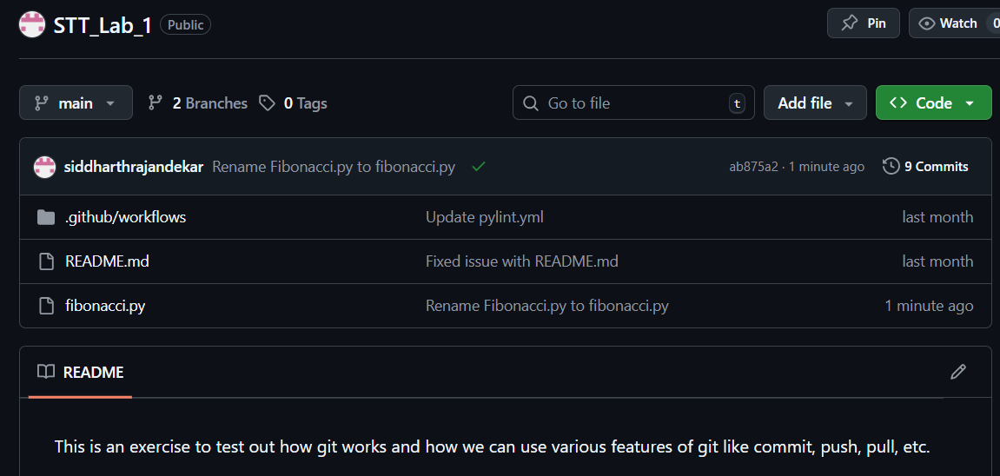 STT_Lab_1 Public Pin Watch 0
main 2 Branches 0 Tags Go to file t Add file Code
siddharthrajandekar Rename Fibonacci.py to fibonacci.py ab875a2 · 1 minute ago 9 Commits
.github/workflows Update pylint.yml last month
README.md Fixed issue with README.md last month
fibonacci.py Rename Fibonacci.py to fibonacci.py 1 minute ago
README
This is an exercise to test out how git works and how we can use various features of git like commit, push, pull, etc.